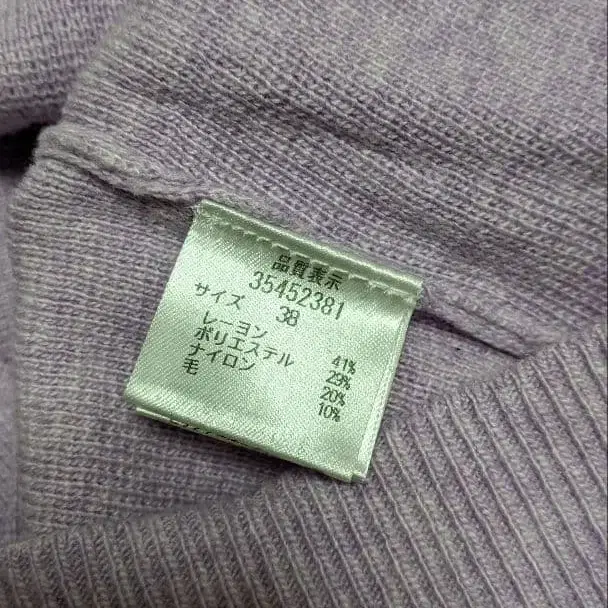 品質表示
35452381
サイズ 38
レーヨン 41%
ポリエステル 29%
ナイロン 20%
毛 10%